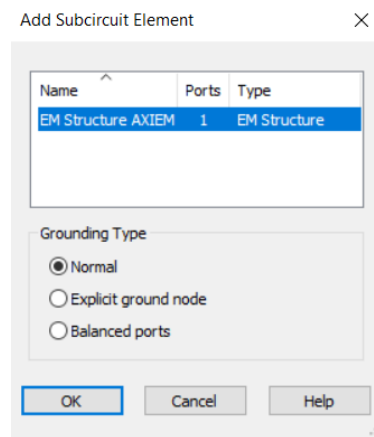 Add Subcircuit Element
Name Ports Type
EM Structure AXIEM 1 EM Structure
Grounding Type
Normal
Explicit ground node
Balanced ports
OK Cancel Help